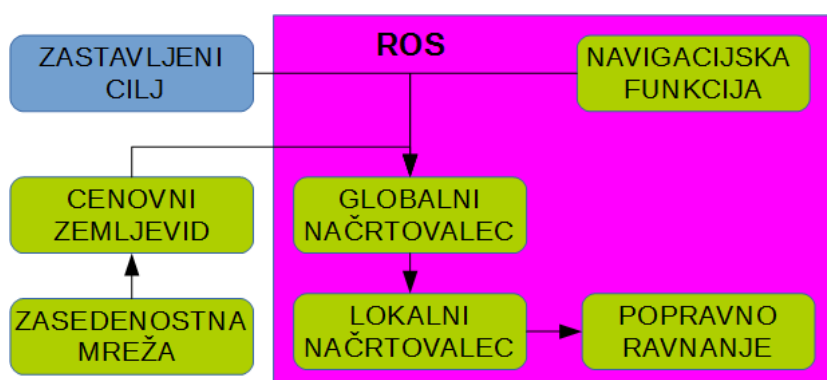 ZASTAVLJENI
CILJ
ROS
NAVIGACIJSKA
FUNKCIJA
CENOVNI
ZEMLJEVID
GLOBALNI
NAČRTOVALEC
ZASEDENOSTNA
MREŽA
LOKALNI
NAČRTOVALEC
POPRAVNO
RAVNANJE